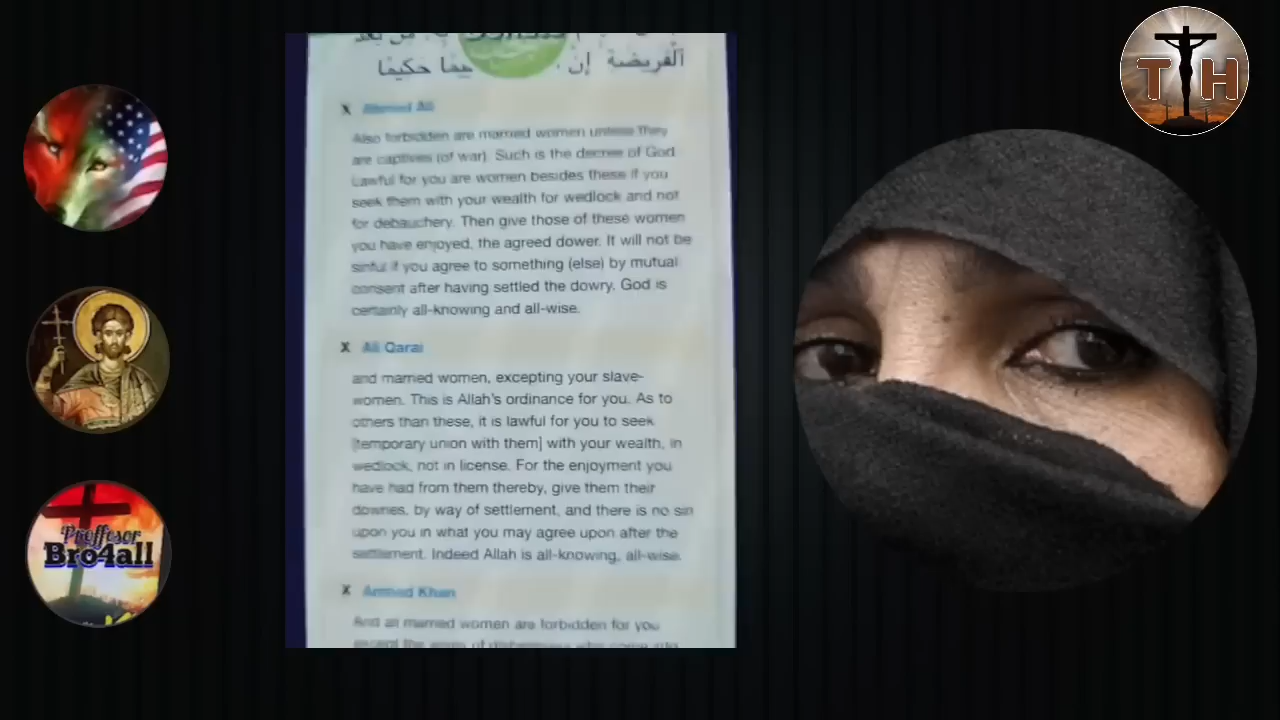 الْفَرِيضَةِ إِنَّ
حَكِيمًا
X Ahmed Ali
Also forbidden are married women unless they
are captives (of war). Such is the decree of God.
Lawful for you are women besides these if you
seek them with your wealth for wedlock and not
for debauchery. Then give those of these women
you have enjoyed, the agreed dower. It will not be
sinful if you agree to something (else) by mutual
consent after having settled the dowry. God is
certainly all-knowing and all-wise.
X Ali Qarai
and married women, excepting your slave-
women. This is Allah's ordinance for you. As to
others than these, it is lawful for you to seek
[temporary union with them] with your wealth, in
wedlock, not in license. For the enjoyment you
have had from them thereby, give them their
dowries, by way of settlement, and there is no sin
upon you in what you may agree upon after the
settlement. Indeed Allah is all-knowing, all-wise.
X Ahmed Khan
And all married women are forbidden for you
TH
Proffesor
Bro4all